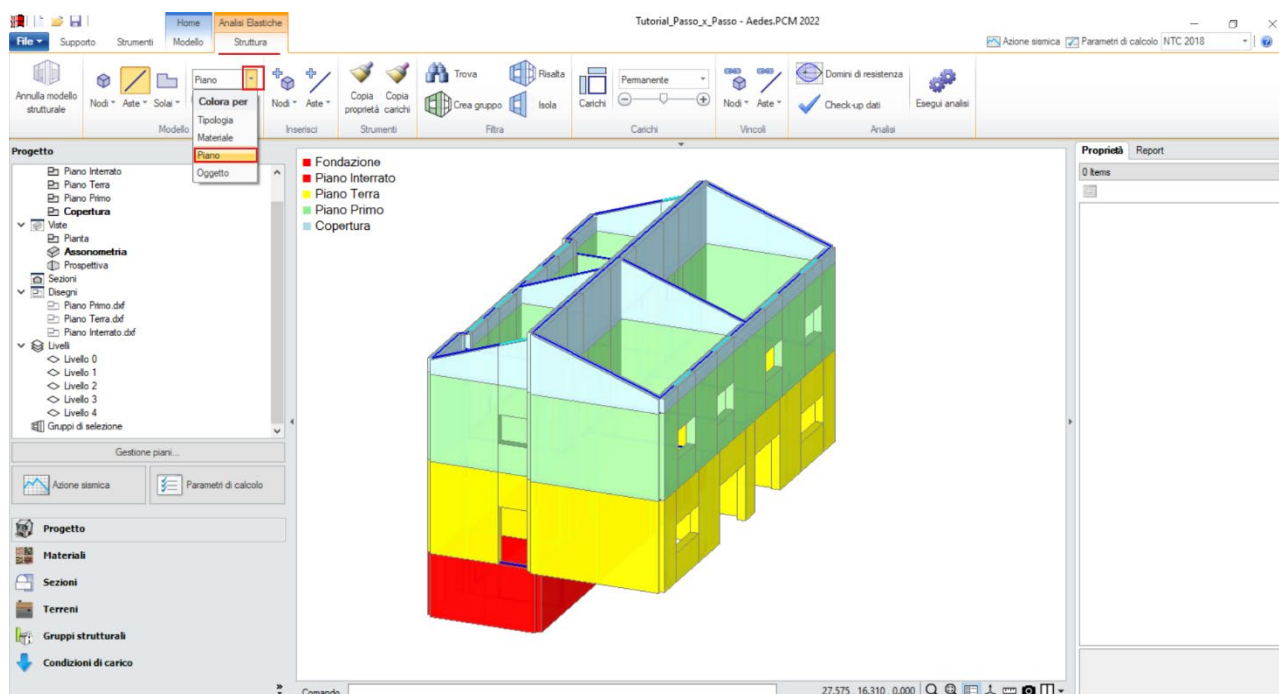 Home
Analisi Elastiche
Tutorial_Passo_x_Passo - Aedes.PCM 2022
File
Supporto
Strumenti
Modello
Struttura
Azione sismica
Parametri di calcolo
NTC 2018
Annulla modello
strutturale
Nodi
Aste
Solai
Piano
Colora per
Tipologia
Materiale
Piano
Oggetto
Modello
Nodi
Aste
Inserisci
Copia
proprietà
Copia
carichi
Strumenti
Trova
Risalta
Crea gruppo
Isola
Filtra
Carichi
Permanente
Carichi
Nodi
Aste
Vincoli
Domini di resistenza
Check-up dati
Esegui analisi
Analisi
Progetto
Piano Interrato
Piano Terra
Piano Primo
Copertura
Viste
Pianta
Assonometria
Prospettiva
Sezioni
Disegni
Piano Primo.dxf
Piano Terra.dxf
Piano Interrato.dxf
Livelli
Livello 0
Livello 1
Livello 2
Livello 3
Livello 4
Gruppi di selezione
Gestione piani...
Azione sismica
Parametri di calcolo
Progetto
Materiali
Sezioni
Terreni
Gruppi strutturali
Condizioni di carico
Fondazione
Piano Interrato
Piano Terra
Piano Primo
Copertura
Proprietà
Report
0 Items
Comando
27.575 , 16.310 , 0.000